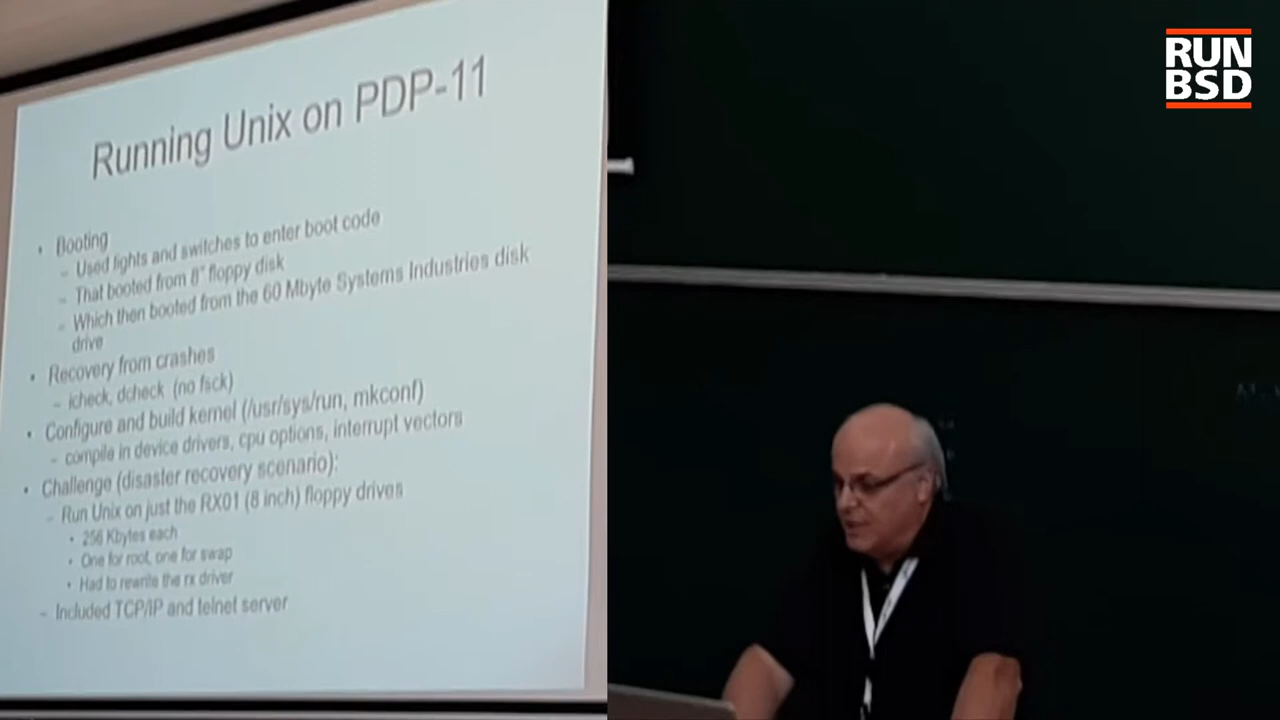 Running Unix on PDP-11
• Booting
– Used lights and switches to enter boot code
– That booted from 8" floppy disk
– Which then booted from the 60 Mbyte Systems Industries disk
drive
• Recovery from crashes
– icheck, dcheck (no fsck)
• Configure and build kernel (/usr/sys/run, mkconf)
– compile in device drivers, cpu options, interrupt vectors
• Challenge (disaster recovery scenario):
– Run Unix on just the RX01 (8 inch) floppy drives
• 256 Kbytes each
• One for root, one for swap
• Had to rewrite the rx driver
– Included TCP/IP and telnet server
RUN
BSD